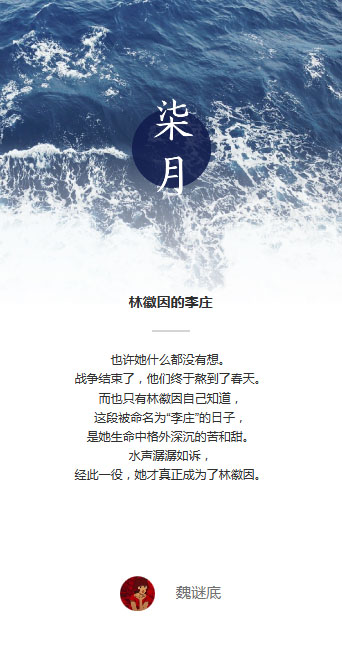 柒月
林徽因的李庄
也许她什么都没有想。
战争结束了，他们终于熬到了春天。
而也只有林徽因自己知道，
这段被命名为“李庄”的日子，
是她生命中格外深沉的苦和甜。
水声潺潺如诉，
经此一役，她才真正成为了林徽因。
魏谜底